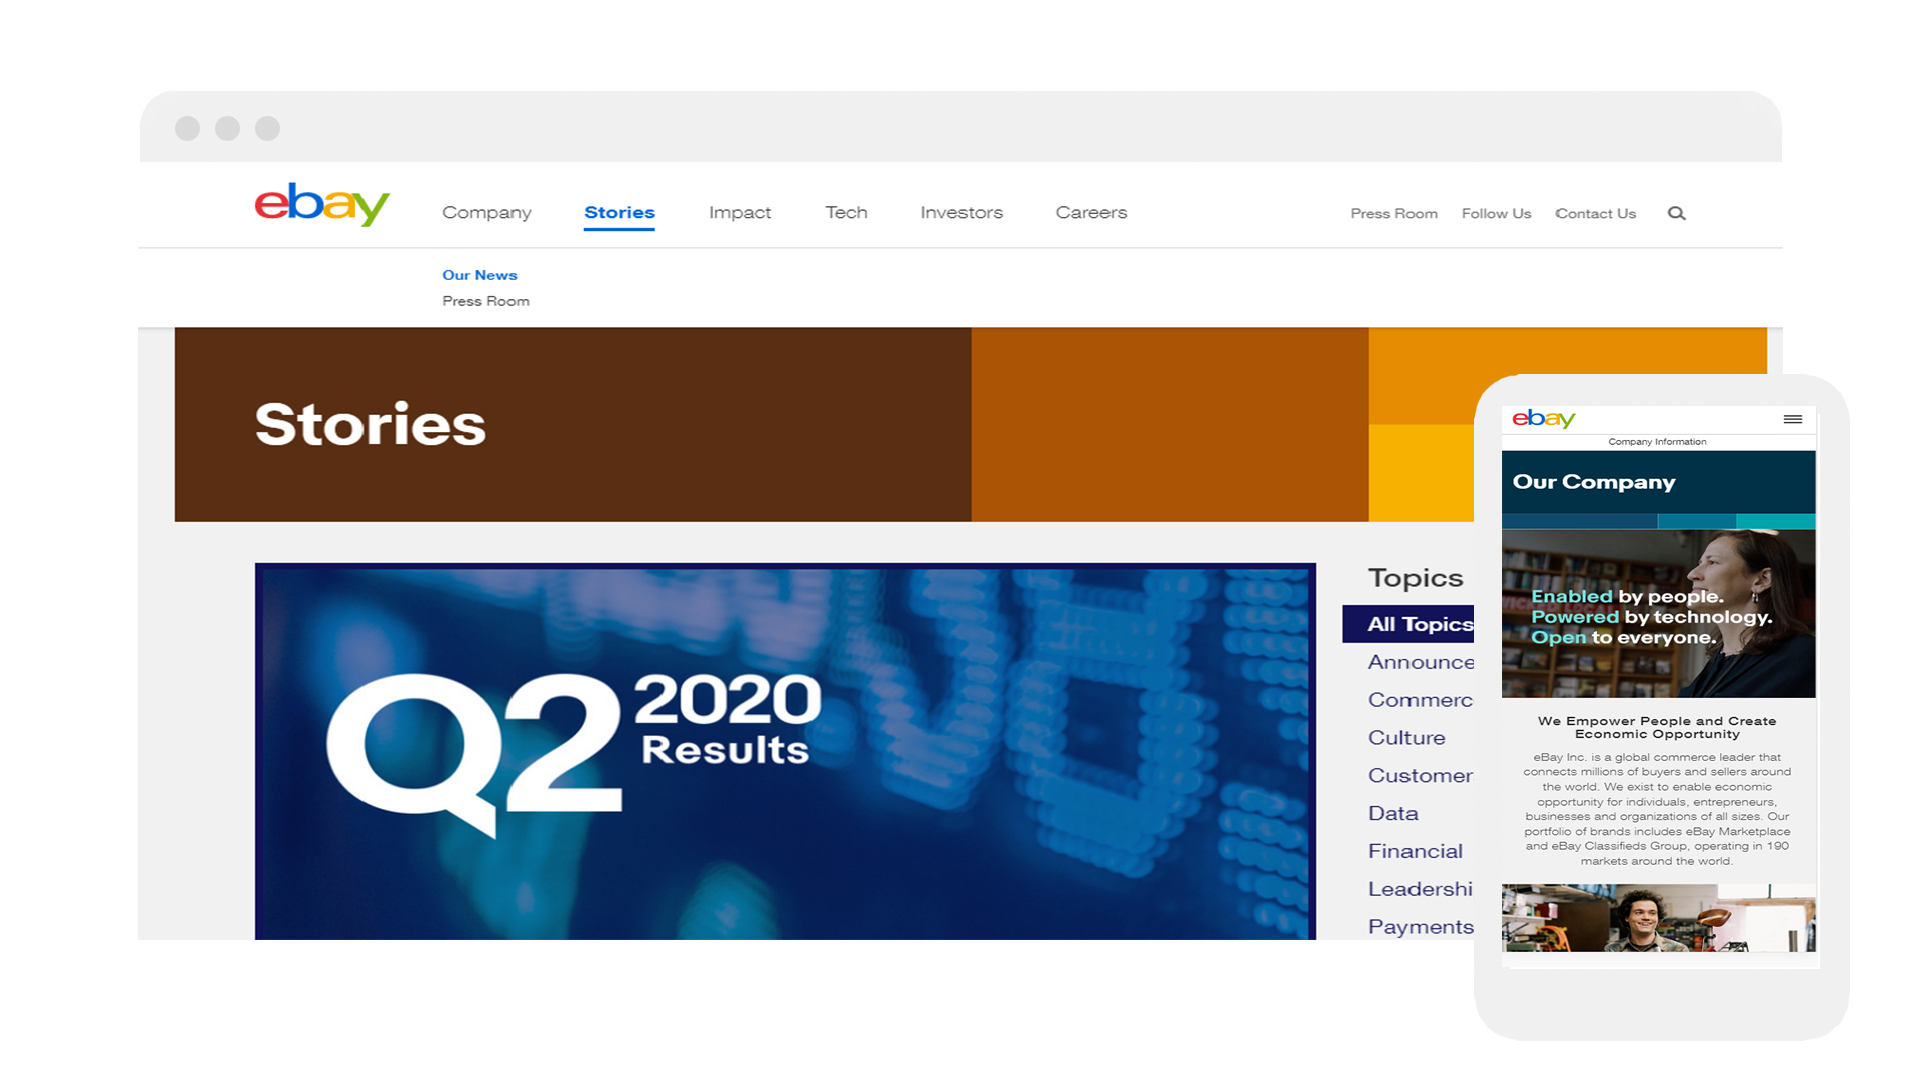 ebay
Company Stories Impact Tech Investors Careers
Press Room Follow Us Contact Us
Our News
Press Room
Stories
Q2 2020
Results
Topics
All Topics
Announce
Commerc
Culture
Customer
Data
Financial
Leadershi
Payments
ebay
Company Information
Our Company
Enabled by people.
Powered by technology.
Open to everyone.
We Empower People and Create
Economic Opportunity
eBay Inc. is a global commerce leader that
connects millions of buyers and sellers around
the world. We exist to enable economic
opportunity for individuals, entrepreneurs,
businesses and organizations of all sizes. Our
portfolio of brands includes eBay Marketplace
and eBay Classifieds Group, operating in 190
markets around the world.